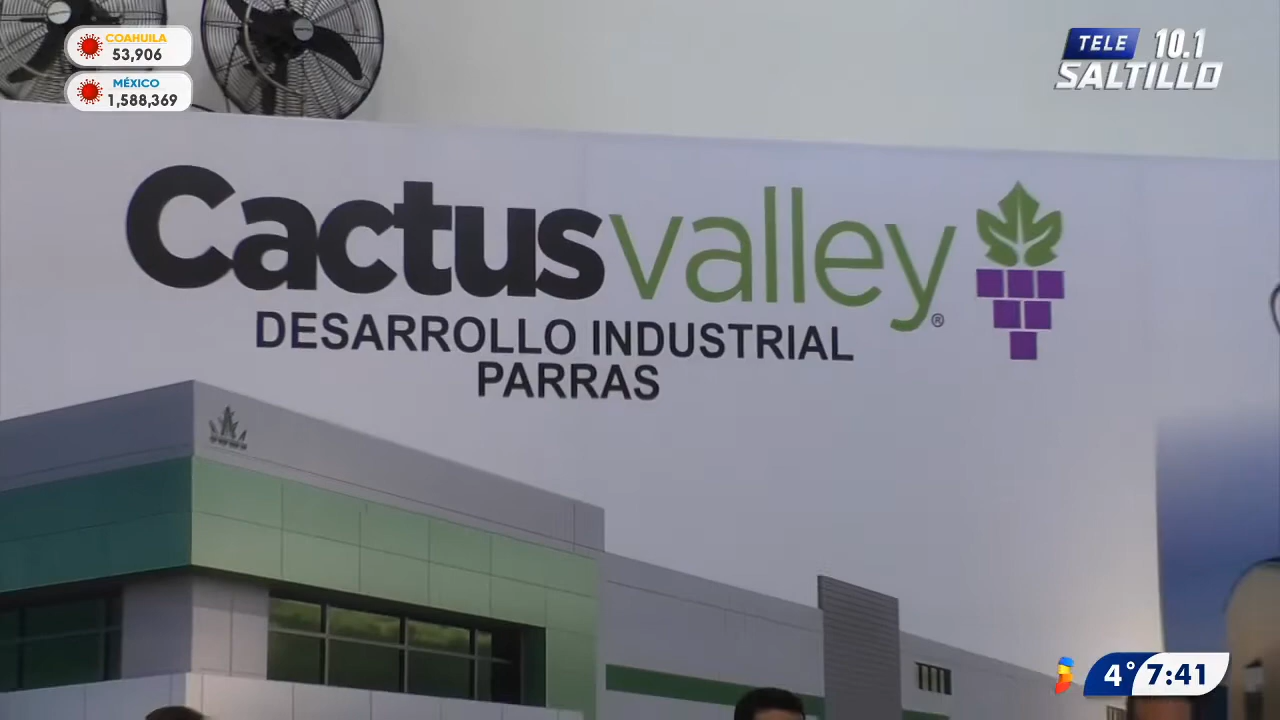 COAHUILA
53,906
MÉXICO
1,588,369
TELE 10.1
SALTILLO
Cactusvalley®
DESARROLLO INDUSTRIAL
PARRAS
4° 7:41